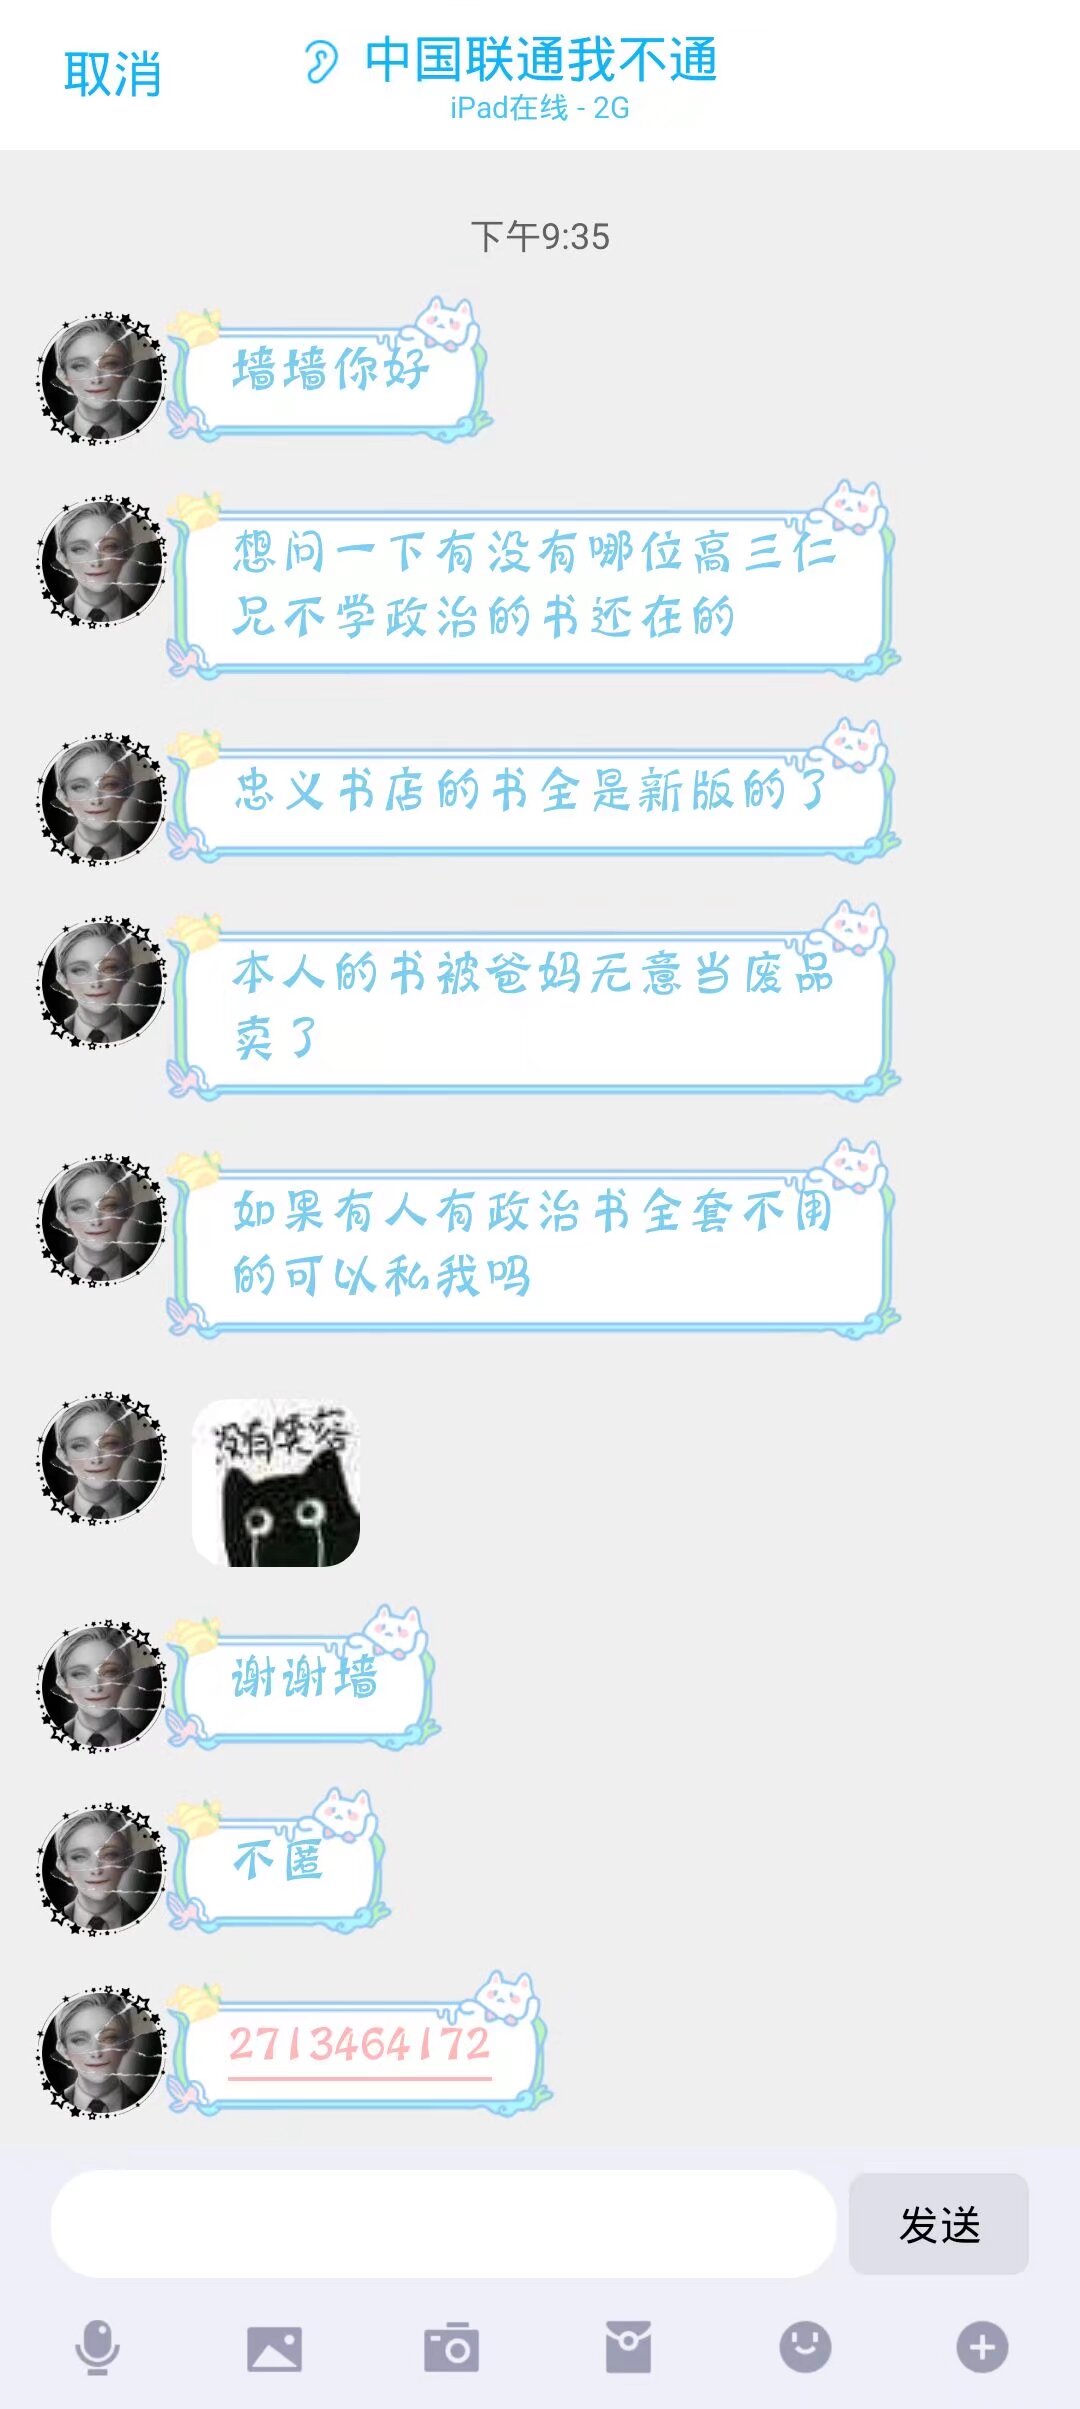 取消
中国联通我不通
iPad在线 - 2G
下午9:35
墙墙你好
想问一下有没有哪位高三仁
兄不学政治的书还在的
忠义书店的书全是新版的了
本人的书被爸妈无意当废品
卖了
如果有人有政治书全套不用
的可以私我吗
没有笑容
谢谢墙
不匿
2713464172
发送